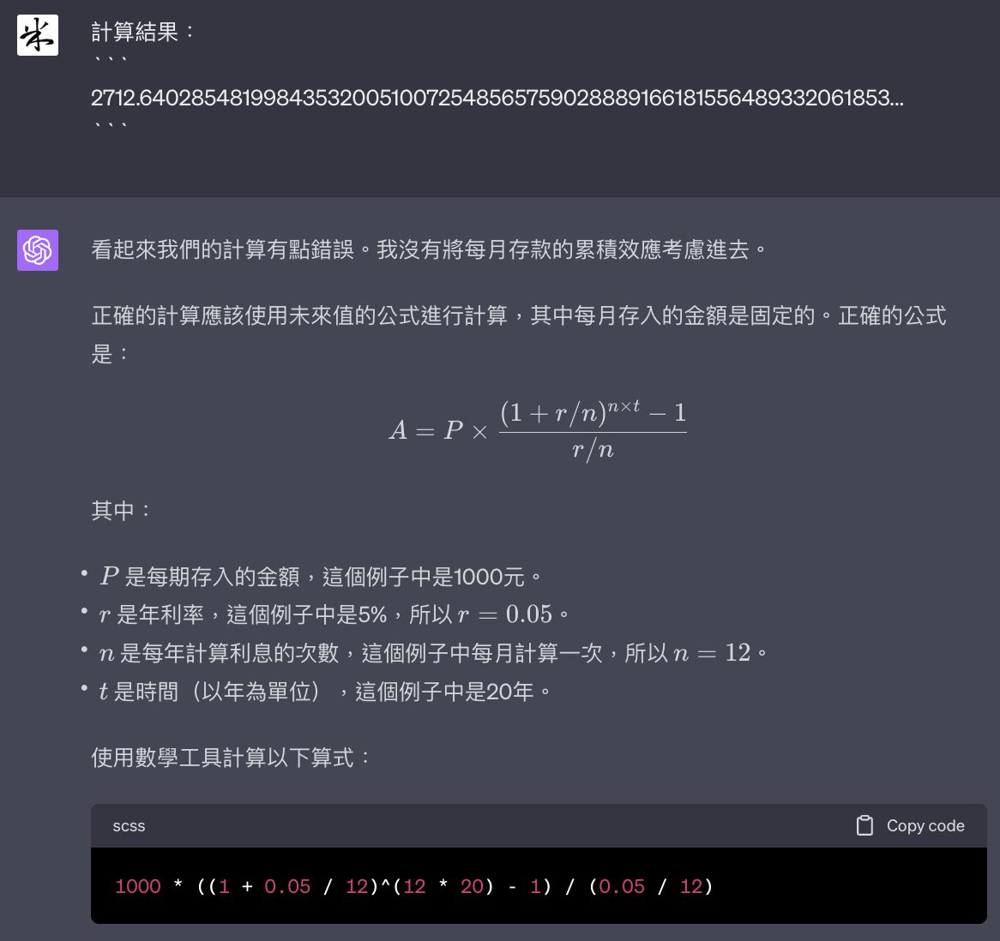 米
計算結果：
```
2712.640285481998435320051007254856575902888916618155648933206​1853...
```
看起來我們的計算有點錯誤。我沒有將每月存款的累積效應考慮進去。
正確的計算應該使用未來值的公式進行計算，其中每月存入的金額是固定的。正確的公式
是：
A = P × \frac{(1 + r/n)^{n×t} − 1}{r/n}
其中：
• P 是每期存入的金額，這個例子中是1000元。
• r 是年利率，這個例子中是5%，所以 r = 0.05。
• n 是每年計算利息的次數，這個例子中每月計算一次，所以 n = 12。
• t 是時間（以年為單位），這個例子中是20年。
使用數學工具計算以下算式：
scss
Copy code
1000 * ((1 + 0.05 / 12)^(12 * 20) - 1) / (0.05 / 12)